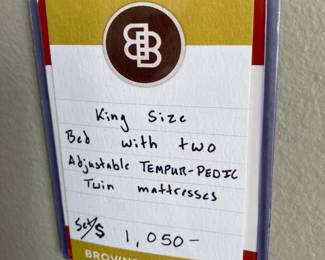 King Size
Bed with two
Adjustable TEMPUR-PEDIC
Twin mattresses
Set/$ 1,050-